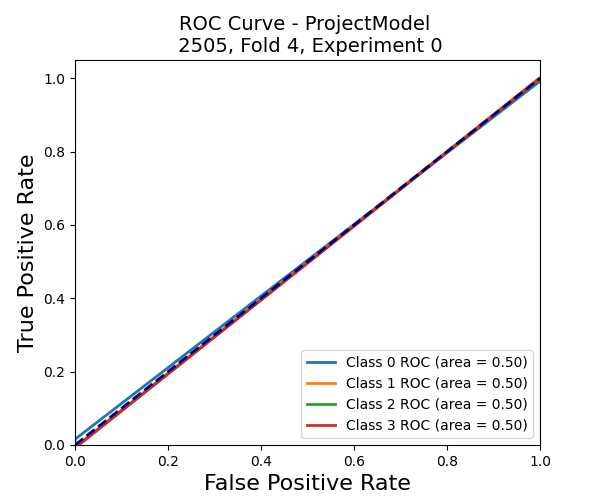 ROC Curve - ProjectModel
2505, Fold 4, Experiment 0
True Positive Rate
1.0
0.8
0.6
0.4
0.2
0.0
Class 0 ROC (area = 0.50)
Class 1 ROC (area = 0.50)
Class 2 ROC (area = 0.50)
Class 3 ROC (area = 0.50)
0.0 0.2 0.4 0.6 0.8 1.0
False Positive Rate